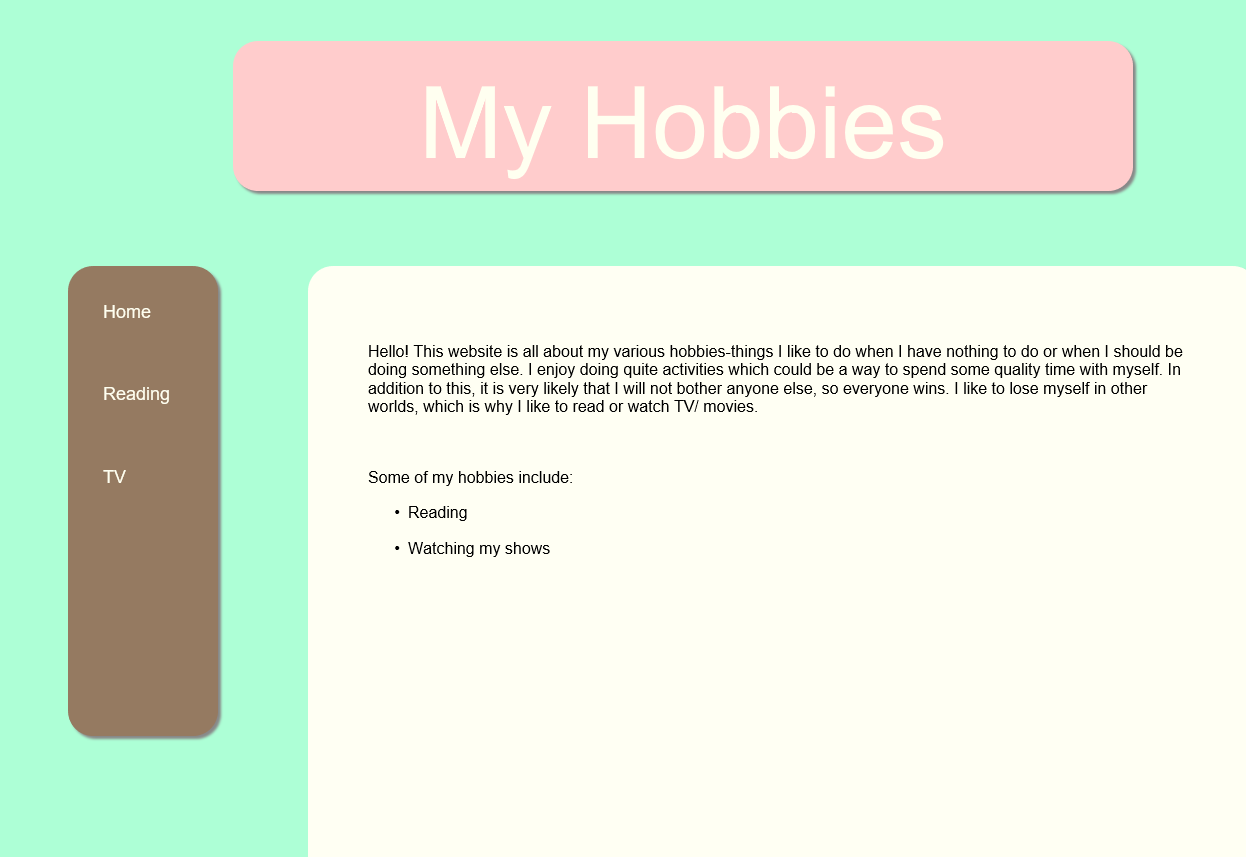 My Hobbies
Home
Reading
TV
Hello! This website is all about my various hobbies-things I like to do when I have nothing to do or when I should be
doing something else. I enjoy doing quite activities which could be a way to spend some quality time with myself. In
addition to this, it is very likely that I will not bother anyone else, so everyone wins. I like to lose myself in other
worlds, which is why I like to read or watch TV/ movies.
Some of my hobbies include:
• Reading
• Watching my shows